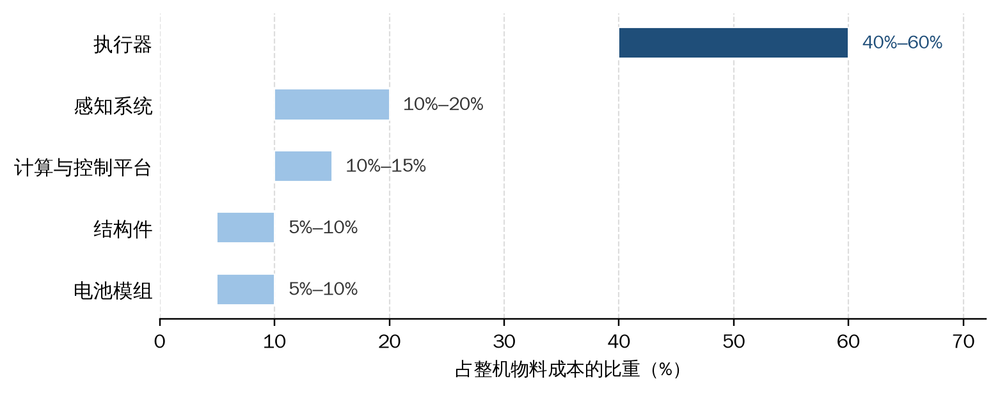 执行器
40%–60%
感知系统
10%–20%
计算与控制平台
10%–15%
结构件
5%–10%
电池模组
5%–10%
0 10 20 30 40 50 60 70
占整机物料成本的比重（%）